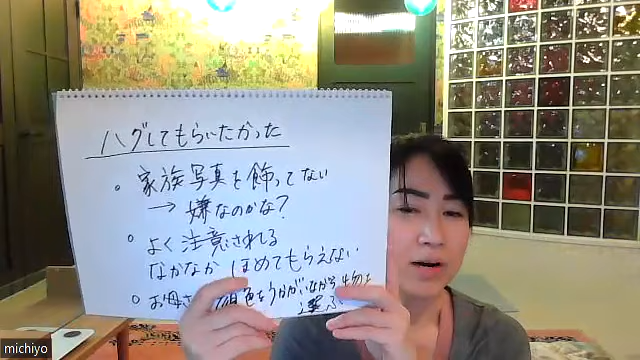 ハグしてもらいたかった
。家族写真を飾ってない
→ 嫌なのかな?
。よく注意される
なかなかほめてもらえない
。お母さ 顔色をうかがいながら物を
選ぶ
michiyo